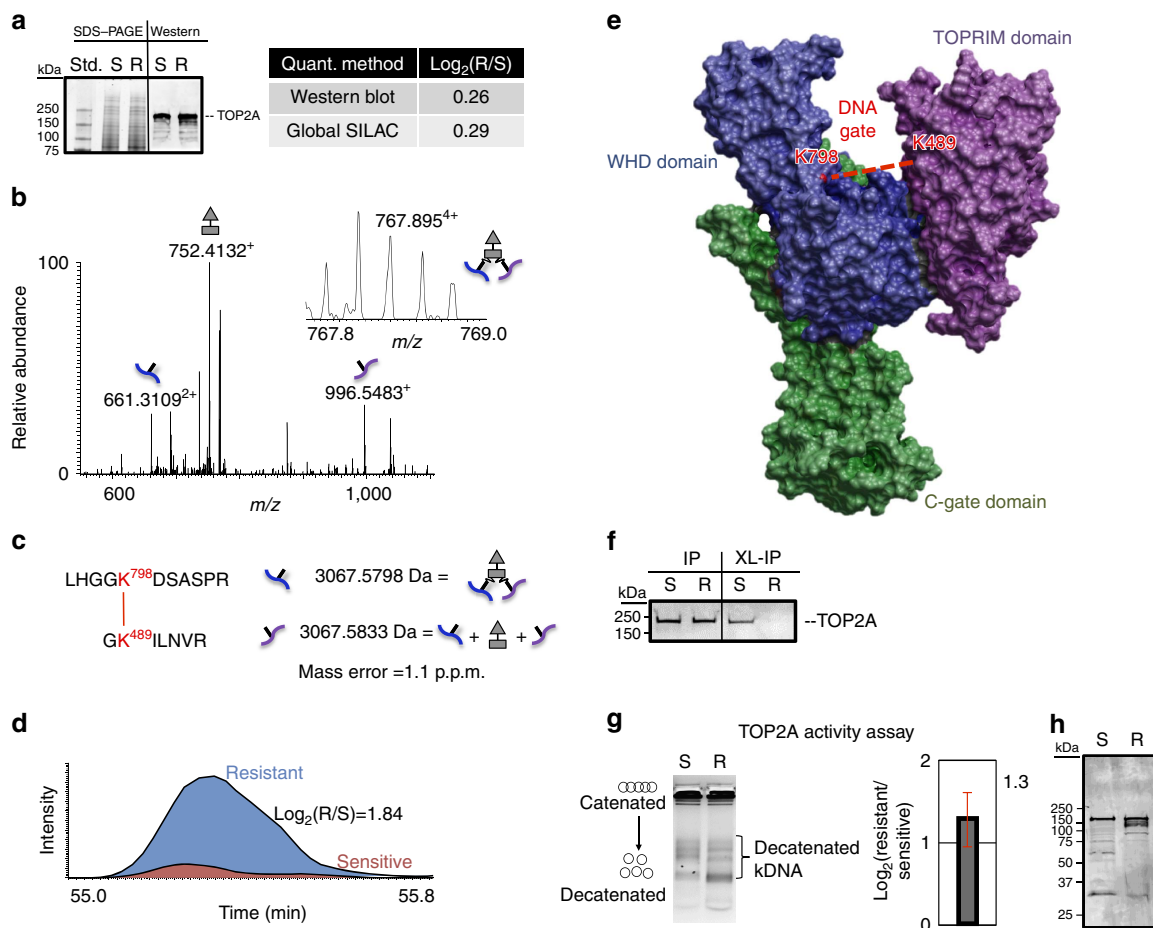 a
SDS–PAGE Western
kDa Std. S R S R
250
150
100
75
-- TOP2A
Quant. method Log2(R/S)
Western blot 0.26
Global SILAC 0.29
b
Relative abundance
100
0
752.4132+
661.31092+
996.5483+
600 1,000
m/z
767.8954+
767.8 769.0
m/z
c
LHGGK798DSASPR
GK489ILNVR
3067.5798 Da =
3067.5833 Da = + +
Mass error =1.1 p.p.m.
d
Intensity
Resistant
Log2(R/S)=1.84
Sensitive
55.0 55.8
Time (min)
e
TOPRIM domain
DNA
gate
K798
K489
WHD domain
C-gate domain
f
IP XL-IP
S R S R
kDa
250
150
--TOP2A
g
TOP2A activity assay
S R
Catenated
Decatenated
Decatenated
kDNA
Log2(resistant/
sensitive)
2
1
0
1.3
h
S R
kDa
250
150
100
75
50
37
25